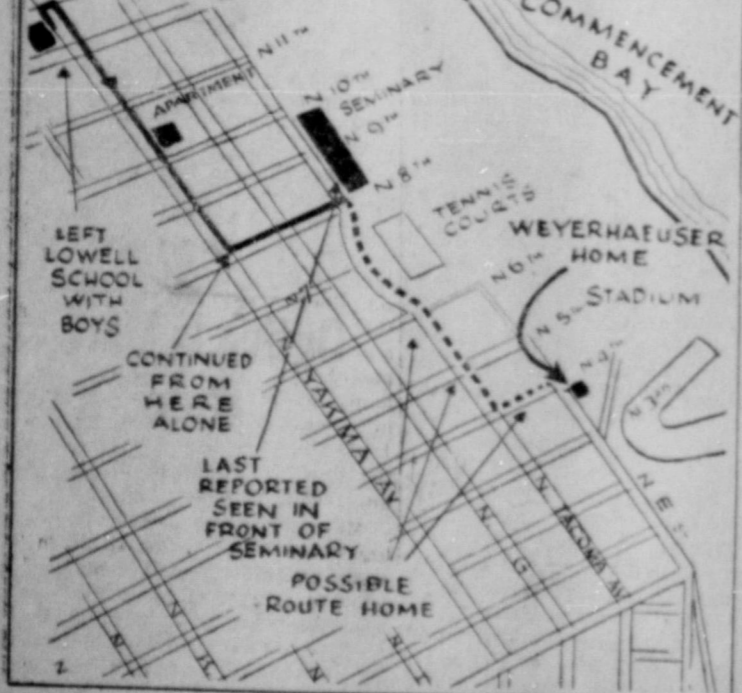 COMMENCEMENT
BAY
N 11TH
APARTMENT
N 10TH
SEMINARY
N 9TH
N 8TH
TENNIS
COURTS
WEYERHAEUSER
HOME
STADIUM
N 6TH
N 5TH
N 4TH
N 3RD
LEFT
LOWELL
SCHOOL
WITH
BOYS
CONTINUED
FROM
HERE
ALONE
YAKIMA AV
LAST
REPORTED
SEEN IN
FRONT OF
SEMINARY
N G
N TACOMA AV
N E
POSSIBLE
ROUTE HOME